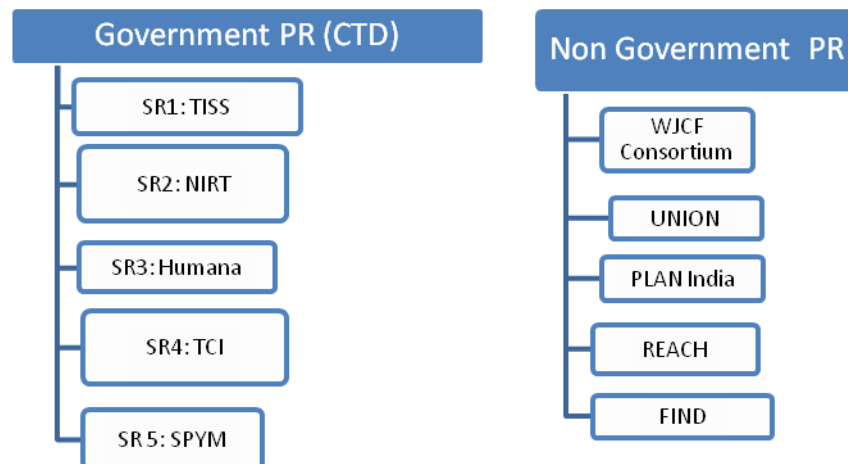 Government PR (CTD)
SR1: TISS
SR2: NIRT
SR3: Humana
SR4: TCI
SR 5: SPYM
Non Government PR
WJCF
Consortium
UNION
PLAN India
REACH
FIND